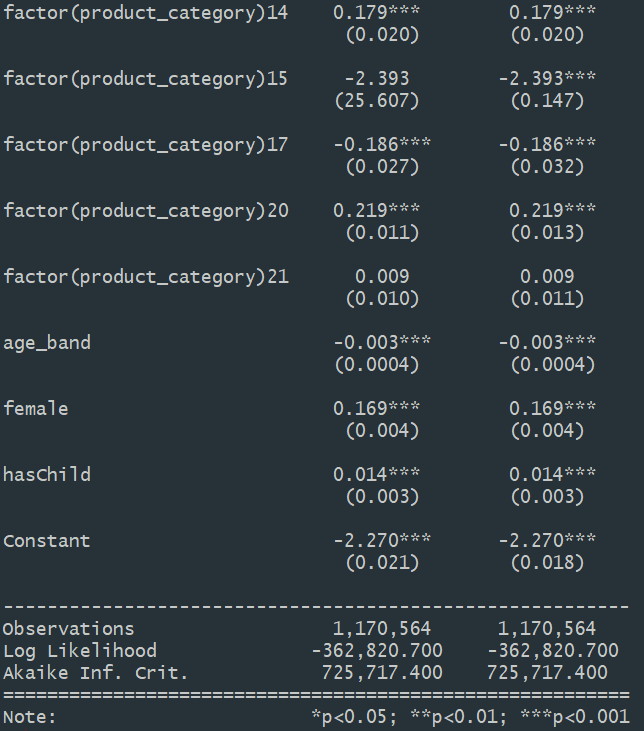 factor(product_category)14 0.179*** 0.179***
(0.020) (0.020)
factor(product_category)15 -2.393 -2.393***
(25.607) (0.147)
factor(product_category)17 -0.186*** -0.186***
(0.027) (0.032)
factor(product_category)20 0.219*** 0.219***
(0.011) (0.013)
factor(product_category)21 0.009 0.009
(0.010) (0.011)
age_band -0.003*** -0.003***
(0.0004) (0.0004)
female 0.169*** 0.169***
(0.004) (0.004)
hasChild 0.014*** 0.014***
(0.003) (0.003)
Constant -2.270*** -2.270***
(0.021) (0.018)
---------------------------------------------------------
Observations 1,170,564 1,170,564
Log Likelihood -362,820.700 -362,820.700
Akaike Inf. Crit. 725,717.400 725,717.400
=========================================================
Note: *p<0.05; **p<0.01; ***p<0.001